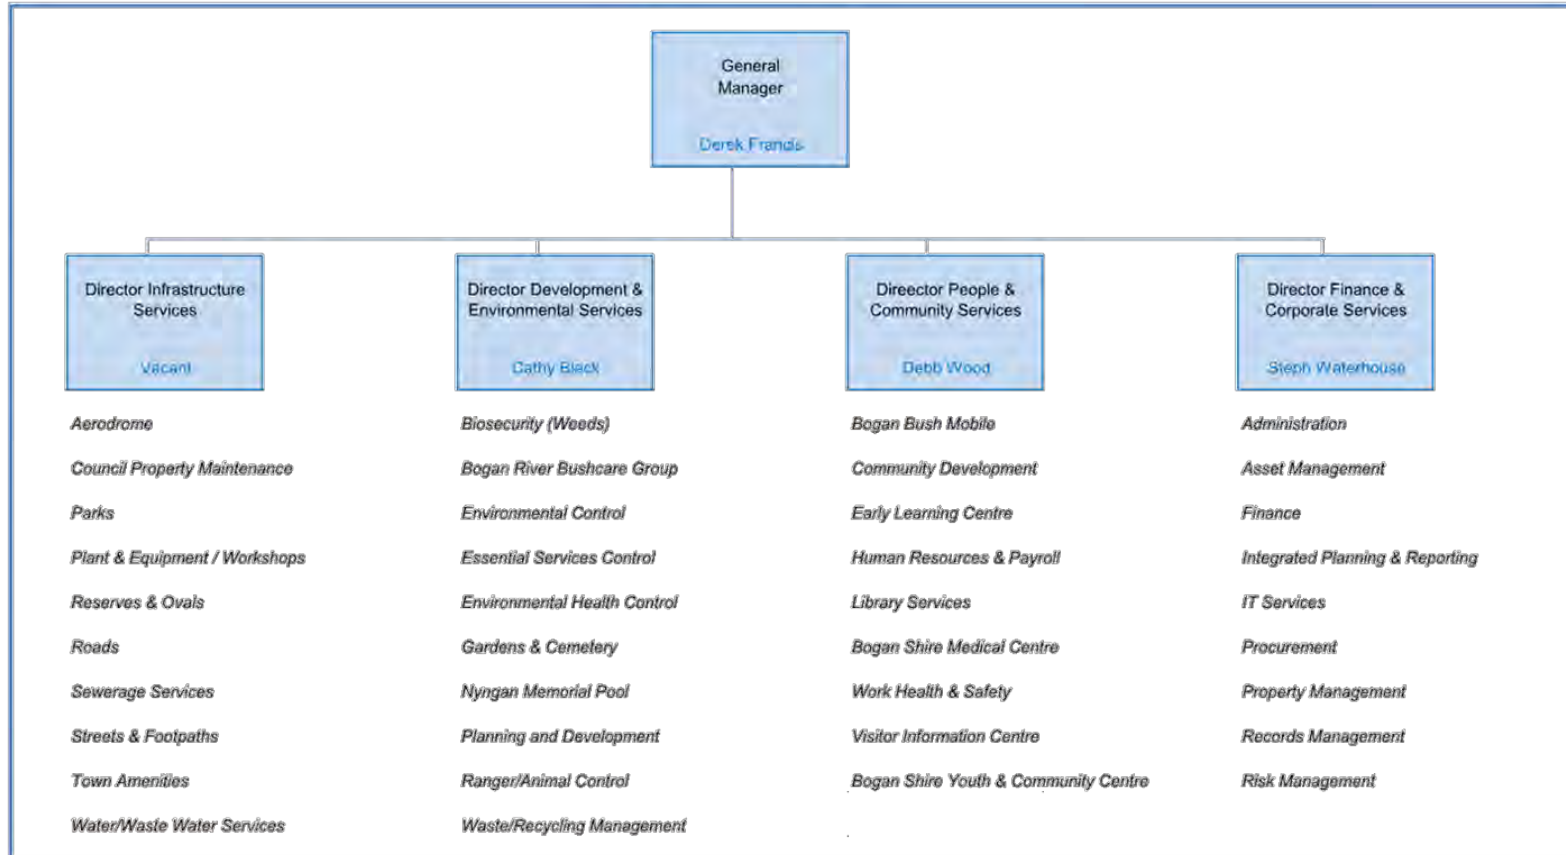 General
Manager
Derek Francis
Director Infrastructure
Services
Vacant
Director Development &
Environmental Services
Cathy Black
Direector People &
Community Services
Debb Wood
Director Finance &
Corporate Services
Steph Waterhouse
Aerodrome
Council Property Maintenance
Parks
Plant & Equipment / Workshops
Reserves & Ovals
Roads
Sewerage Services
Streets & Footpaths
Town Amenities
Water/Waste Water Services
Biosecurity (Weeds)
Bogan River Bushcare Group
Environmental Control
Essential Services Control
Environmental Health Control
Gardens & Cemetery
Nyngan Memorial Pool
Planning and Development
Ranger/Animal Control
Waste/Recycling Management
Bogan Bush Mobile
Community Development
Early Learning Centre
Human Resources & Payroll
Library Services
Bogan Shire Medical Centre
Work Health & Safety
Visitor Information Centre
Bogan Shire Youth & Community Centre
Administration
Asset Management
Finance
Integrated Planning & Reporting
IT Services
Procurement
Property Management
Records Management
Risk Management